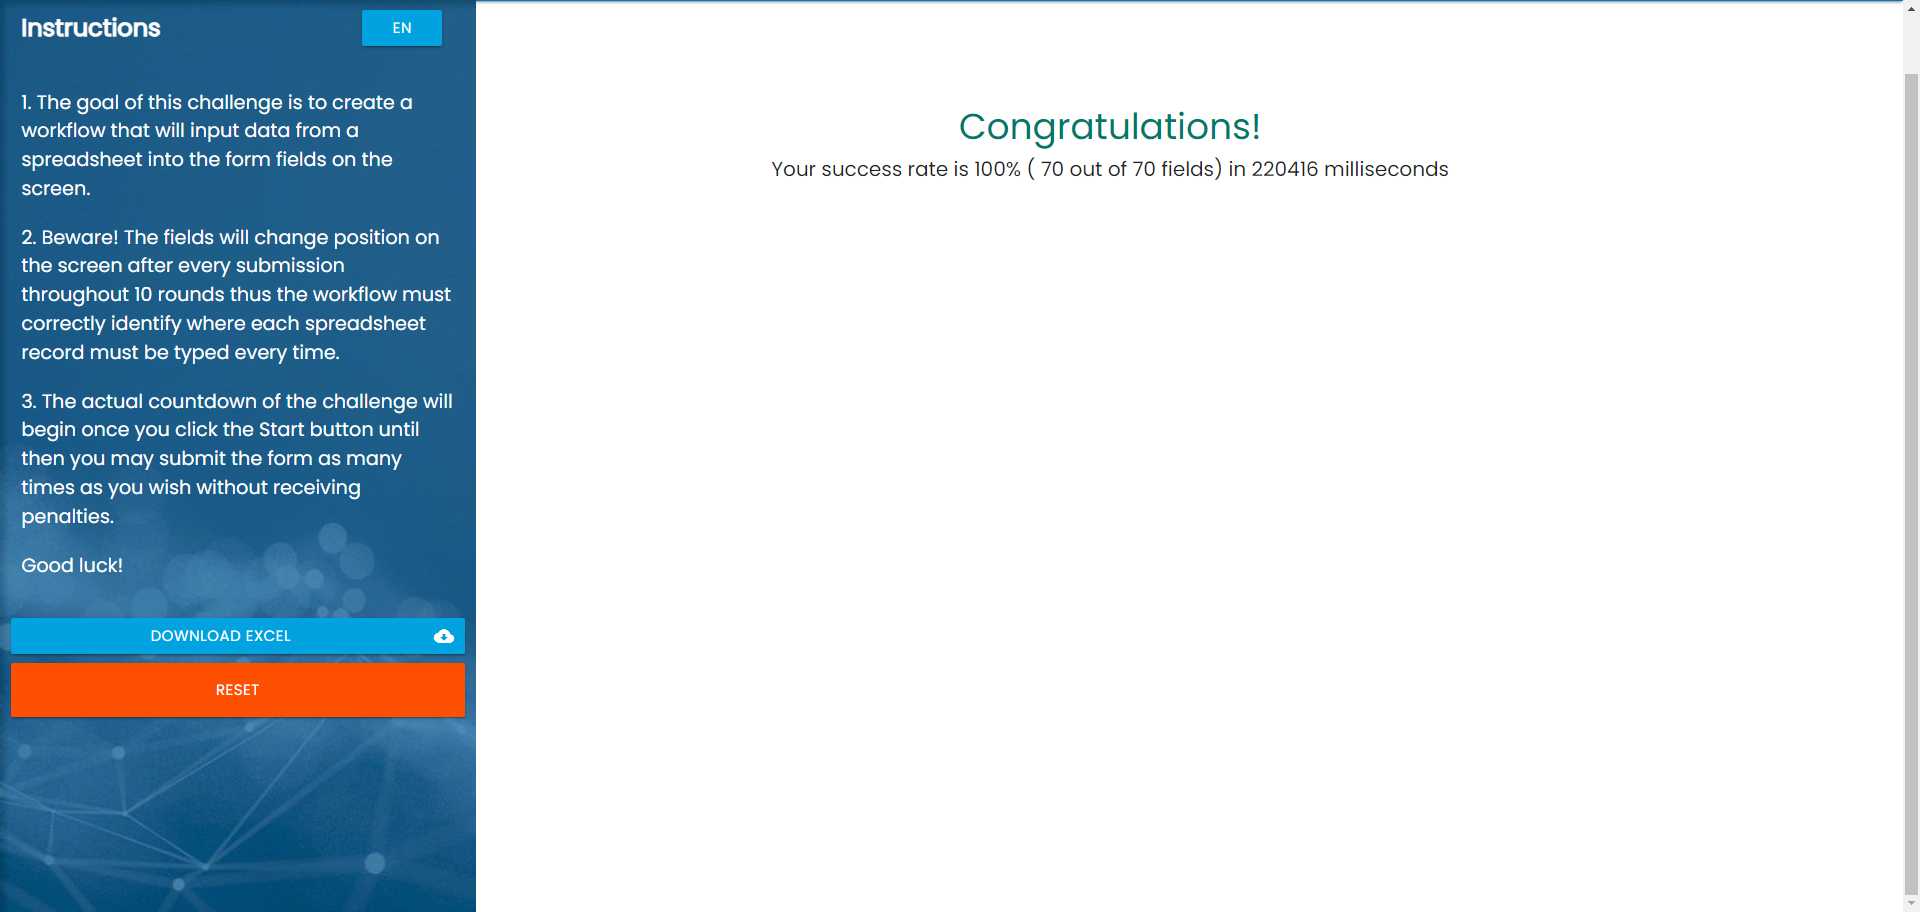 Instructions
EN
1. The goal of this challenge is to create a
workflow that will input data from a
spreadsheet into the form fields on the
screen.
2. Beware! The fields will change position on
the screen after every submission
throughout 10 rounds thus the workflow must
correctly identify where each spreadsheet
record must be typed every time.
3. The actual countdown of the challenge will
begin once you click the Start button until
then you may submit the form as many
times as you wish without receiving
penalties.
Good luck!
DOWNLOAD EXCEL
RESET
Congratulations!
Your success rate is 100% ( 70 out of 70 fields) in 220416 milliseconds